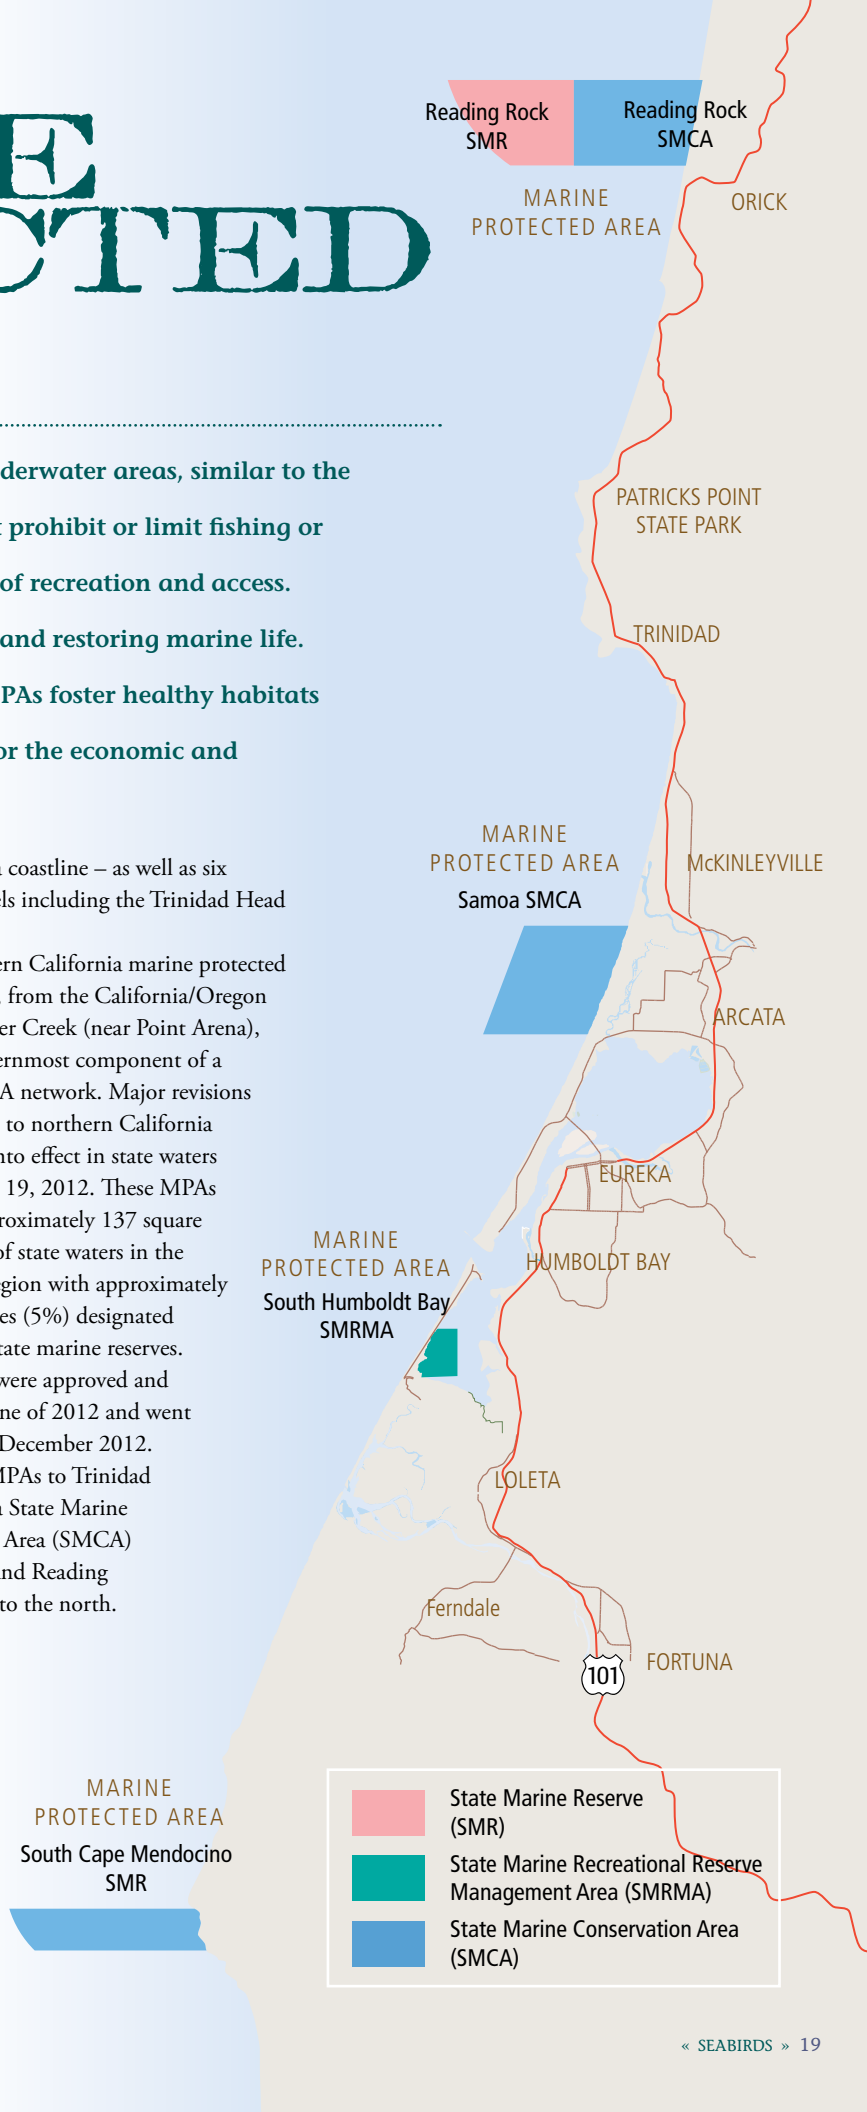 E
CTED
derwater areas, similar to the
prohibit or limit fishing or
of recreation and access.
and restoring marine life.
PAs foster healthy habitats
or the economic and
coastline – as well as six
els including the Trinidad Head
ern California marine protected
, from the California/Oregon
er Creek (near Point Arena),
ernmost component of a
A network. Major revisions
to northern California
nto effect in state waters
19, 2012. These MPAs
roximately 137 square
of state waters in the
egion with approximately
es (5%) designated
tate marine reserves.
were approved and
ne of 2012 and went
December 2012.
MPAs to Trinidad
a State Marine
Area (SMCA)
nd Reading
to the north.
Reading Rock
SMR
Reading Rock
SMCA
MARINE
PROTECTED AREA
ORICK
PATRICKS POINT
STATE PARK
TRINIDAD
MARINE
PROTECTED AREA
Samoa SMCA
McKINLEYVILLE
ARCATA
EUREKA
MARINE
PROTECTED AREA
South Humboldt Bay
SMRMA
HUMBOLDT BAY
LOLETA
Ferndale
FORTUNA
101
MARINE
PROTECTED AREA
South Cape Mendocino
SMR
State Marine Reserve
(SMR)
State Marine Recreational Reserve
Management Area (SMRMA)
State Marine Conservation Area
(SMCA)
« SEABIRDS » 19